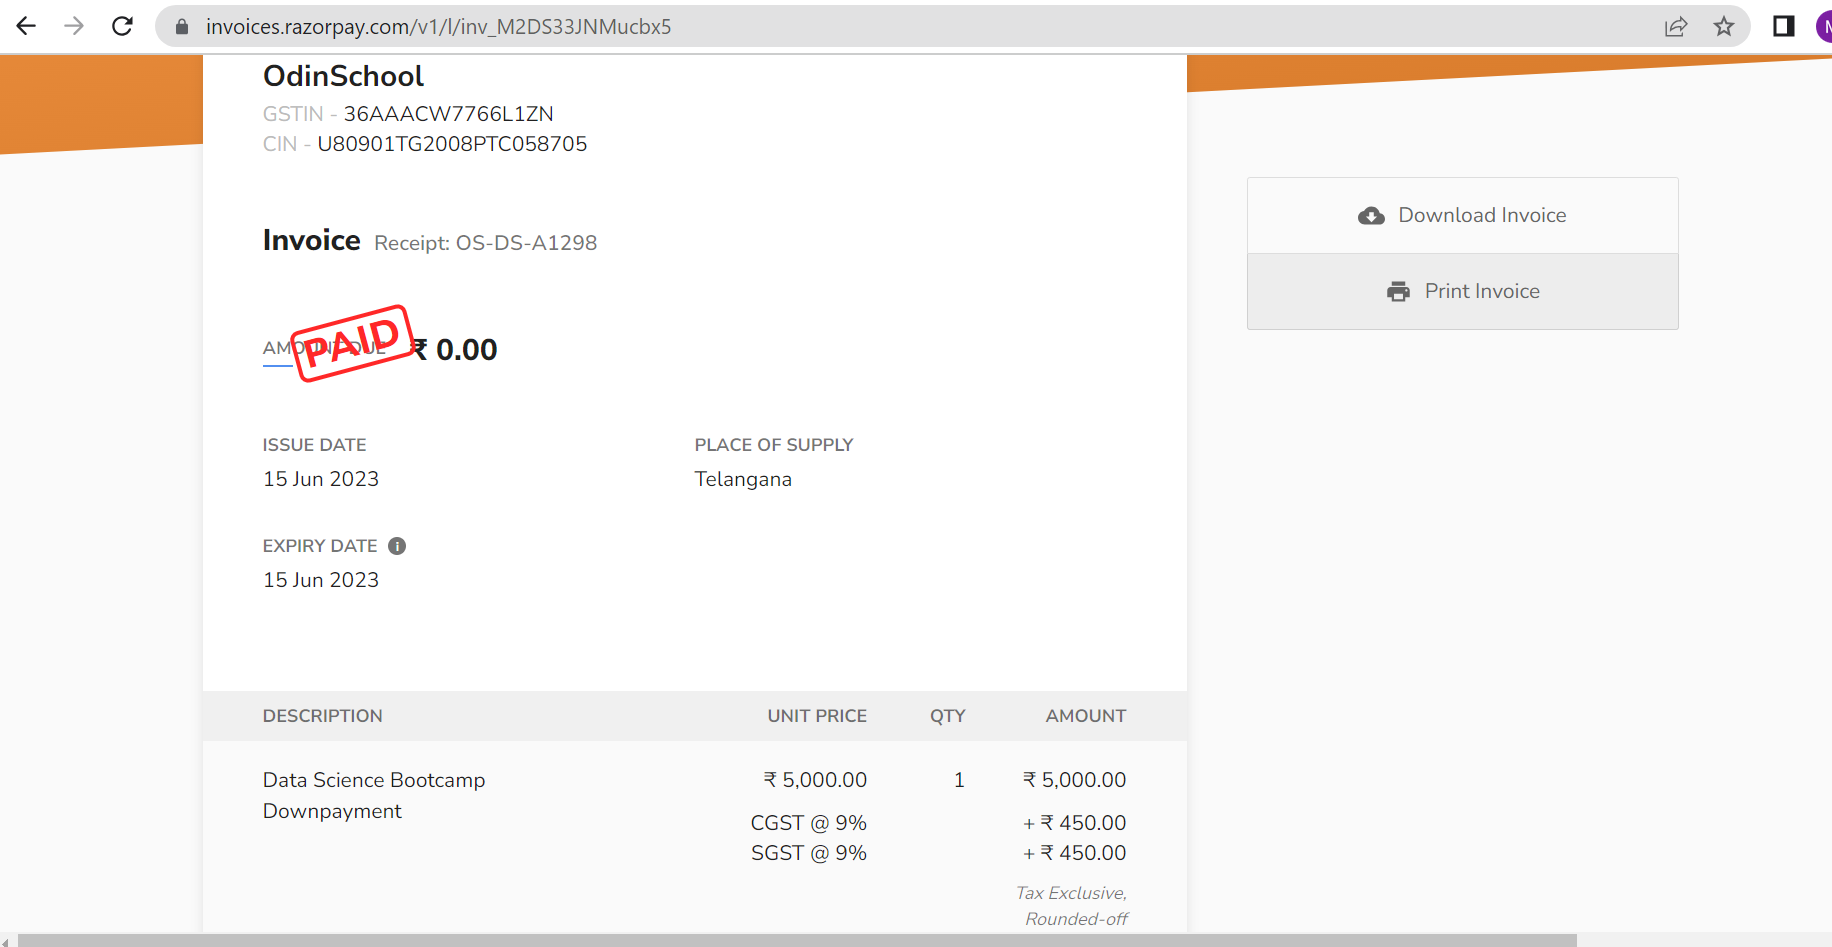 invoices.razorpay.com/v1/l/inv_M2DS33JNMucbx5
OdinSchool
GSTIN - 36AAACW7766L1ZN
CIN - U80901TG2008PTC058705
Download Invoice
Print Invoice
Invoice Receipt: OS-DS-A1298
AMOUNT DUE ₹ 0.00
PAID
ISSUE DATE
15 Jun 2023
PLACE OF SUPPLY
Telangana
EXPIRY DATE
15 Jun 2023
DESCRIPTION UNIT PRICE QTY AMOUNT
Data Science Bootcamp ₹ 5,000.00 1 ₹ 5,000.00
Downpayment
CGST @ 9% + ₹ 450.00
SGST @ 9% + ₹ 450.00
Tax Exclusive,
Rounded-off